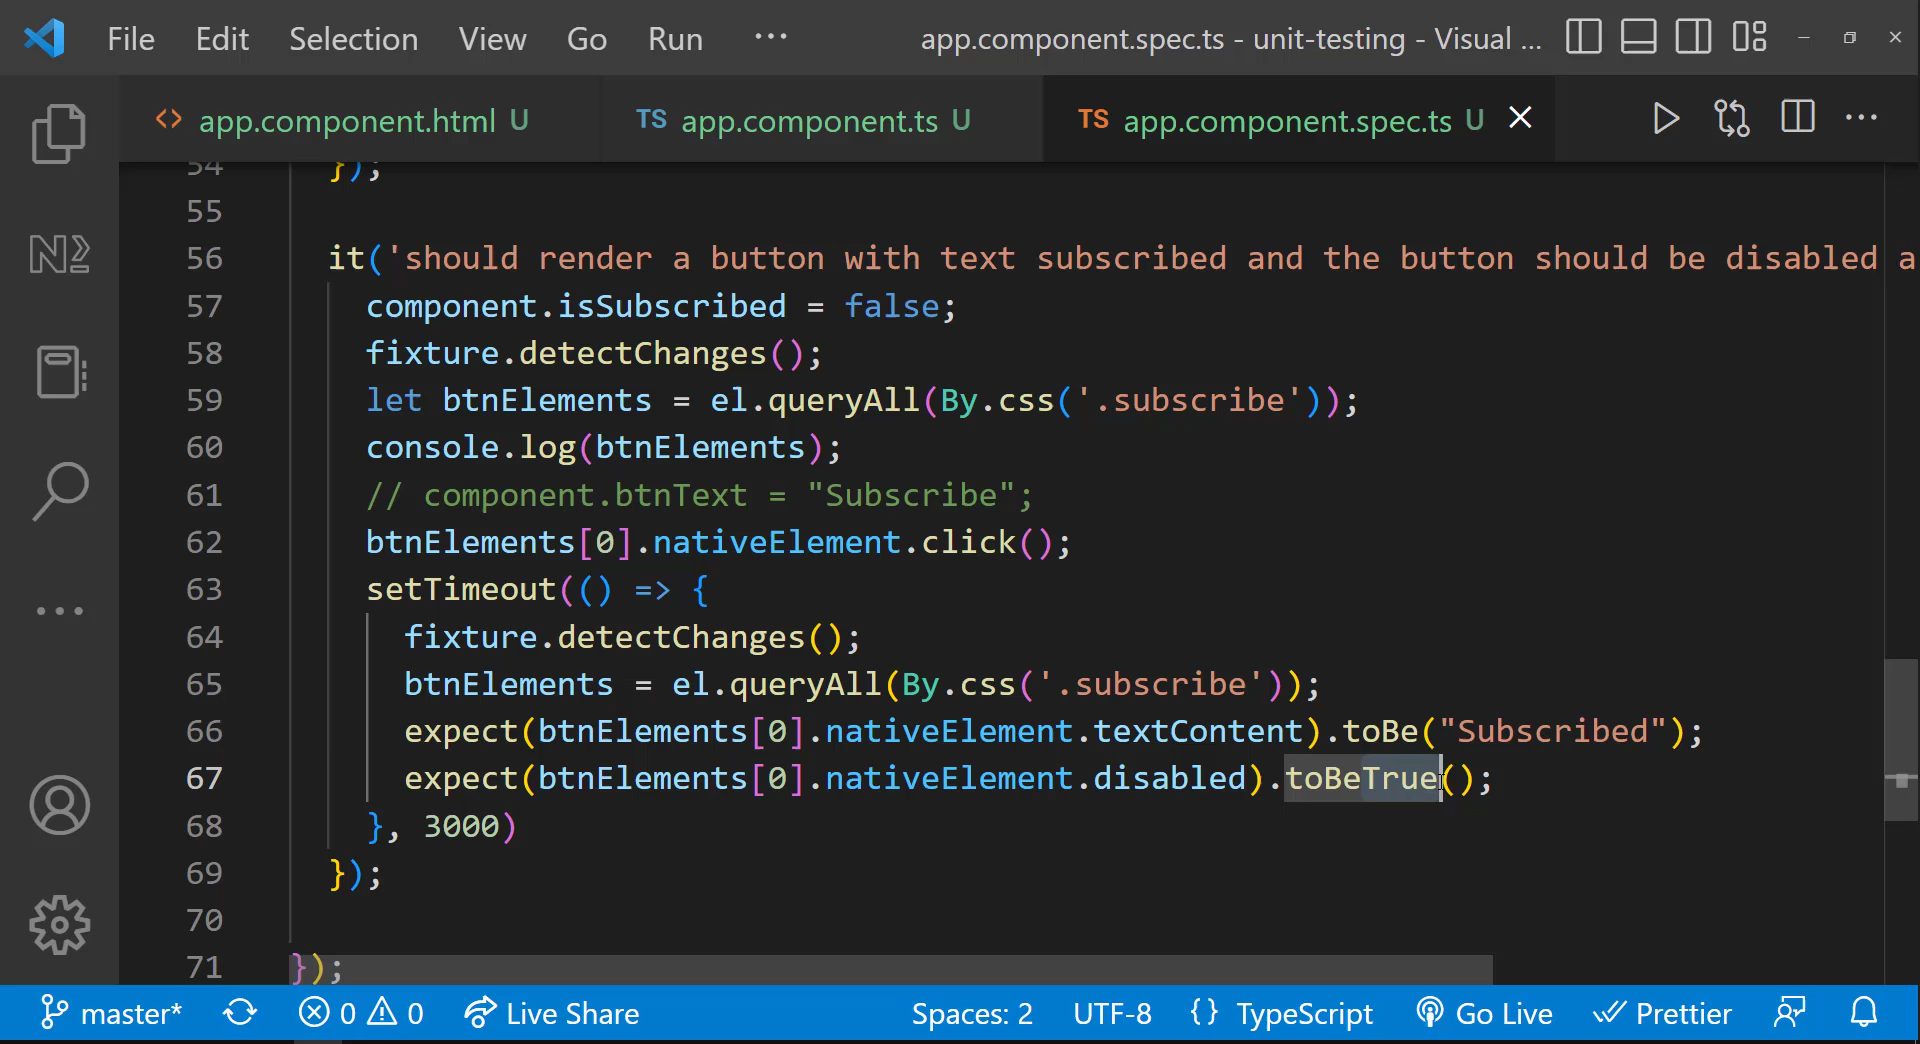 File Edit Selection View Go Run ··· app.component.spec.ts - unit-testing - Visual ...
<> app.component.html U TS app.component.ts U TS app.component.spec.ts U
54 });
55
56 it('should render a button with text subscribed and the button should be disabled a
57 component.isSubscribed = false;
58 fixture.detectChanges();
59 let btnElements = el.queryAll(By.css('.subscribe'));
60 console.log(btnElements);
61 // component.btnText = "Subscribe";
62 btnElements[0].nativeElement.click();
63 setTimeout(() => {
64 fixture.detectChanges();
65 btnElements = el.queryAll(By.css('.subscribe'));
66 expect(btnElements[0].nativeElement.textContent).toBe("Subscribed");
67 expect(btnElements[0].nativeElement.disabled).toBeTrue();
68 }, 3000)
69 });
70
71 });
master* 0 0 Live Share Spaces: 2 UTF-8 {} TypeScript Go Live Prettier